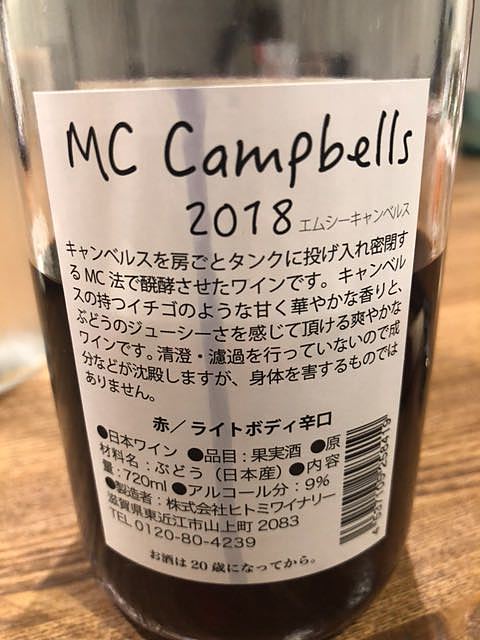 MC Campbells
2018 エムシーキャンベルス
キャンベルスを房ごとタンクに投げ入れ密閉す
るMC法で醗酵させたワインです。キャンベル
スの持つイチゴのような甘く華やかな香りと、
ぶどうのジューシーさを感じて頂ける爽やかな
ワインです。清澄・濾過を行っていないので成
分などが沈殿しますが、身体を害するものでは
ありません。
赤／ライトボディ辛口
●日本ワイン ●品目：果実酒 ●原
材料名：ぶどう（日本産）●内容
量：720ml ●アルコール分：9%
●製造者：株式会社ヒトミワイナリー
滋賀県東近江市山上町 2083
TEL 0120-80-4239
お酒は20歳になってから。